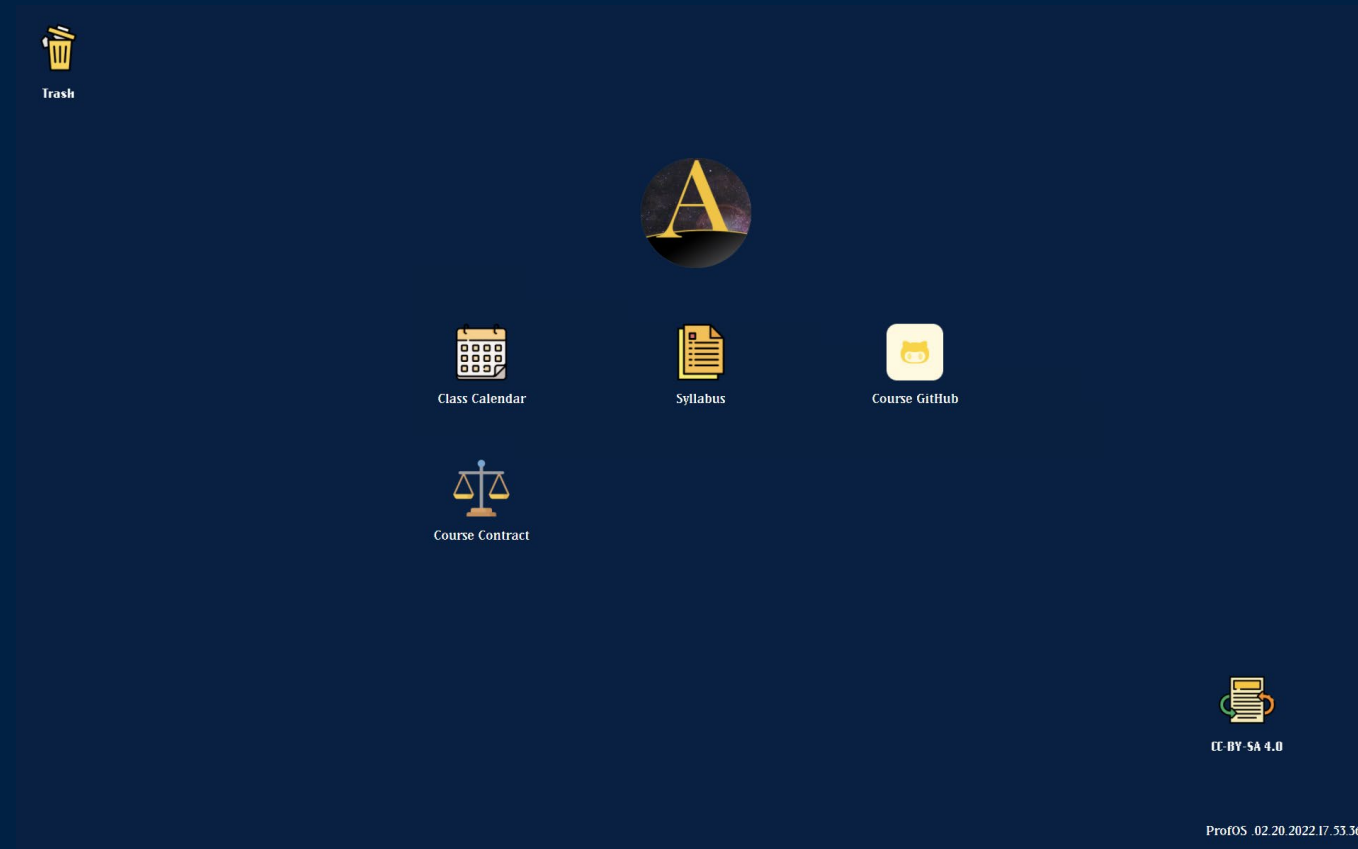 Trash
A
Class Calendar
Syllabus
Course GitHub
Course Contract
CC-BY-SA 4.0
ProfOS .02.20.2022.17.53.36